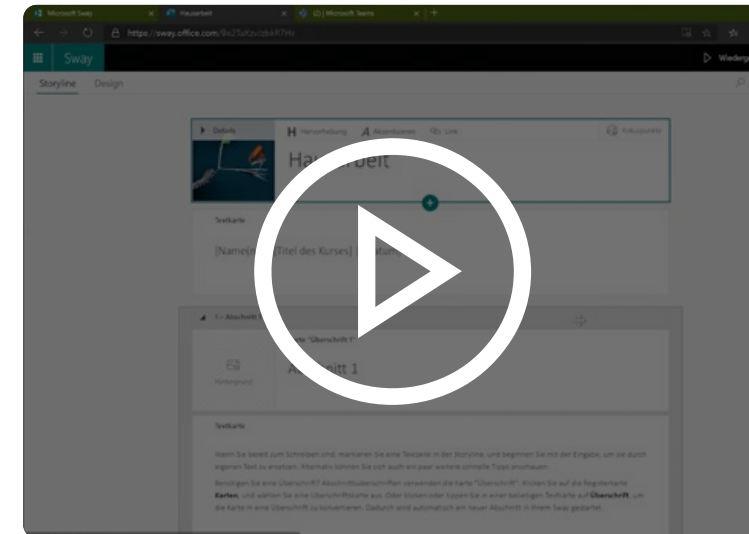 Microsoft Sway
Hausarbeit
(2) | Microsoft Teams
https://sway.office.com/
Sway
Storyline Design
Details
Hervorhebung Akzentuieren Link Fokuspunkte
Hausarbeit
Textkarte
[Titel des Kurses]
1 – Abschnitt 1
"Überschrift 1"
Hintergrund
Abschnitt 1
Textkarte
Wenn Sie bereit zum Schreiben sind, markieren Sie eine Textzeile in der Storyline, und beginnen Sie mit der Eingabe, um sie durch
eigenen Text zu ersetzen. Alternativ können Sie sich auch ein paar weitere schnelle Tipps anschauen.
Benötigen Sie eine Überschrift? Abschnittsüberschriften verwenden die Karte "Überschrift". Klicken Sie auf die Registerkarte
Karten, und wählen Sie eine Überschriftskarte aus. Oder klicken oder tippen Sie in einer beliebigen Textkarte auf Überschrift, um
die Karte in eine Überschrift zu konvertieren. Dadurch wird automatisch ein neuer Abschnitt in Ihrem Sway gestartet.